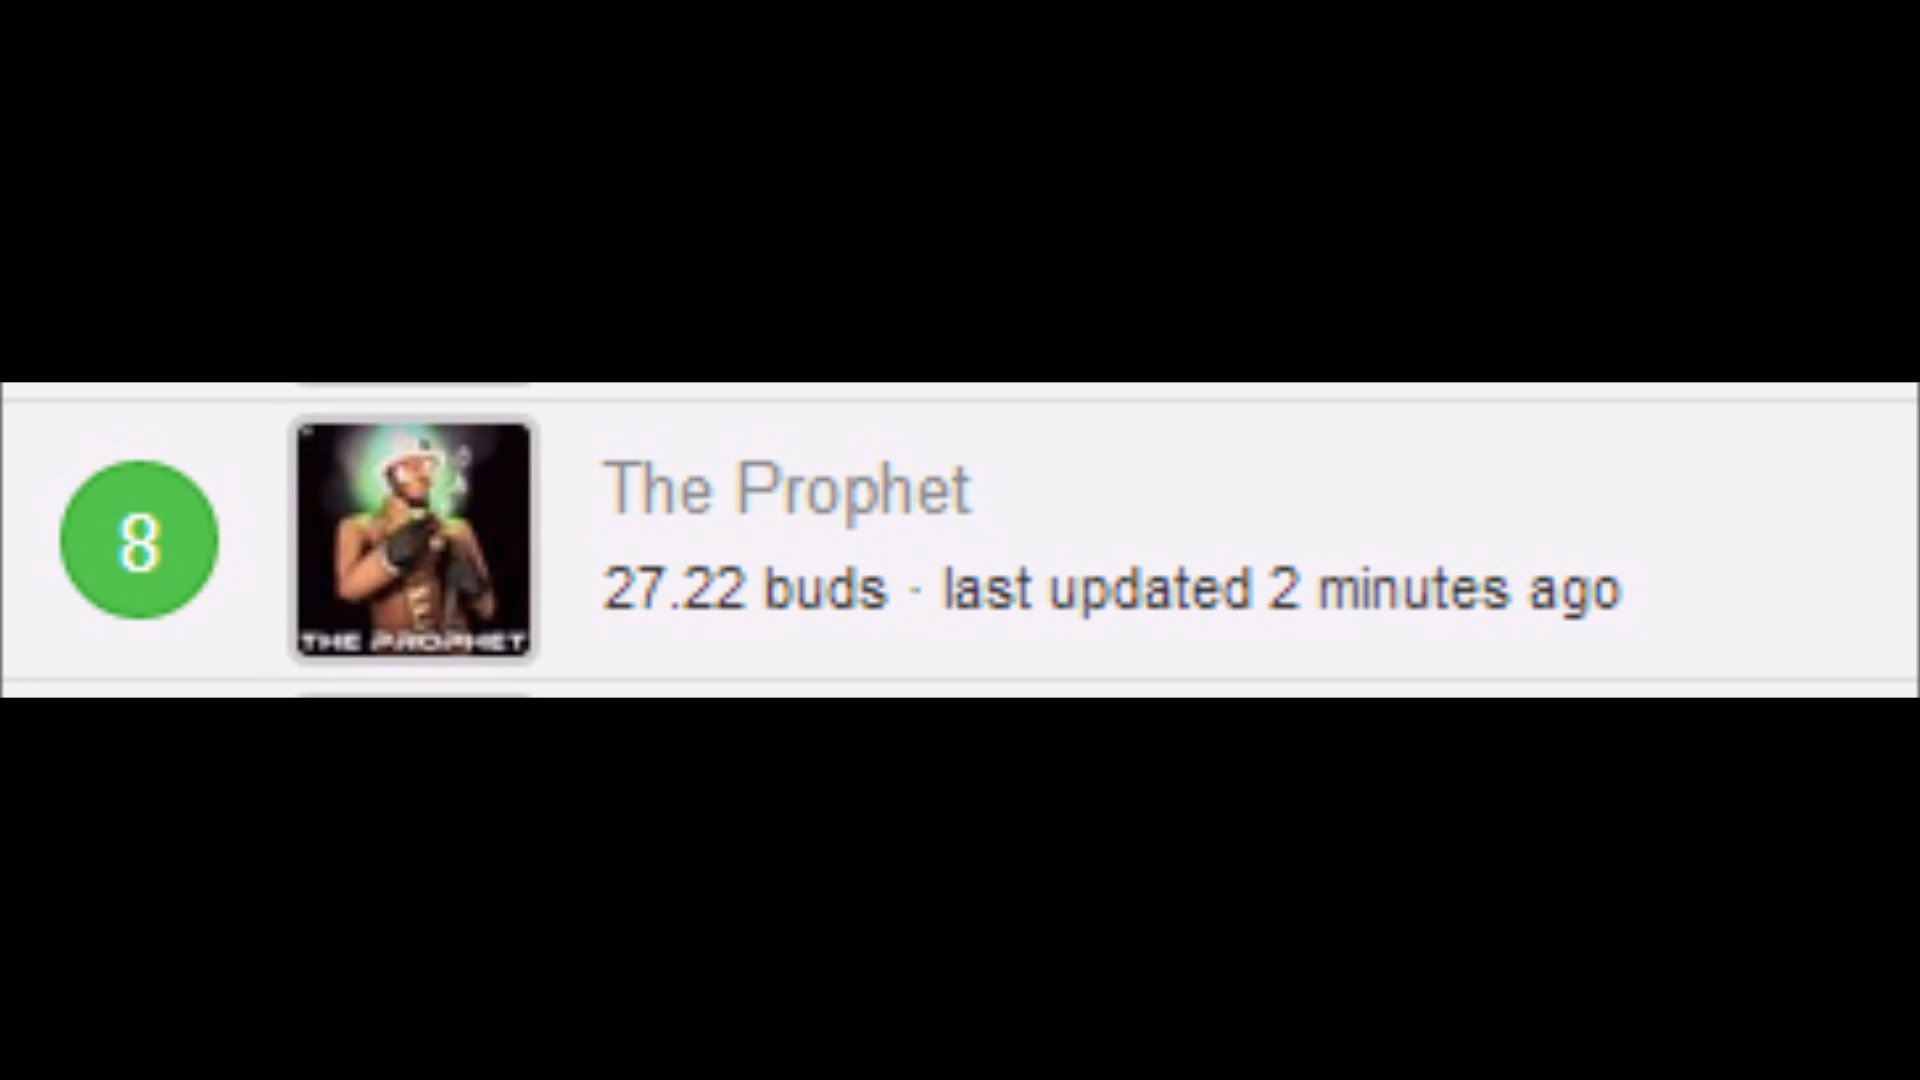 8
The Prophet
27.22 buds · last updated 2 minutes ago
THE PROPHET